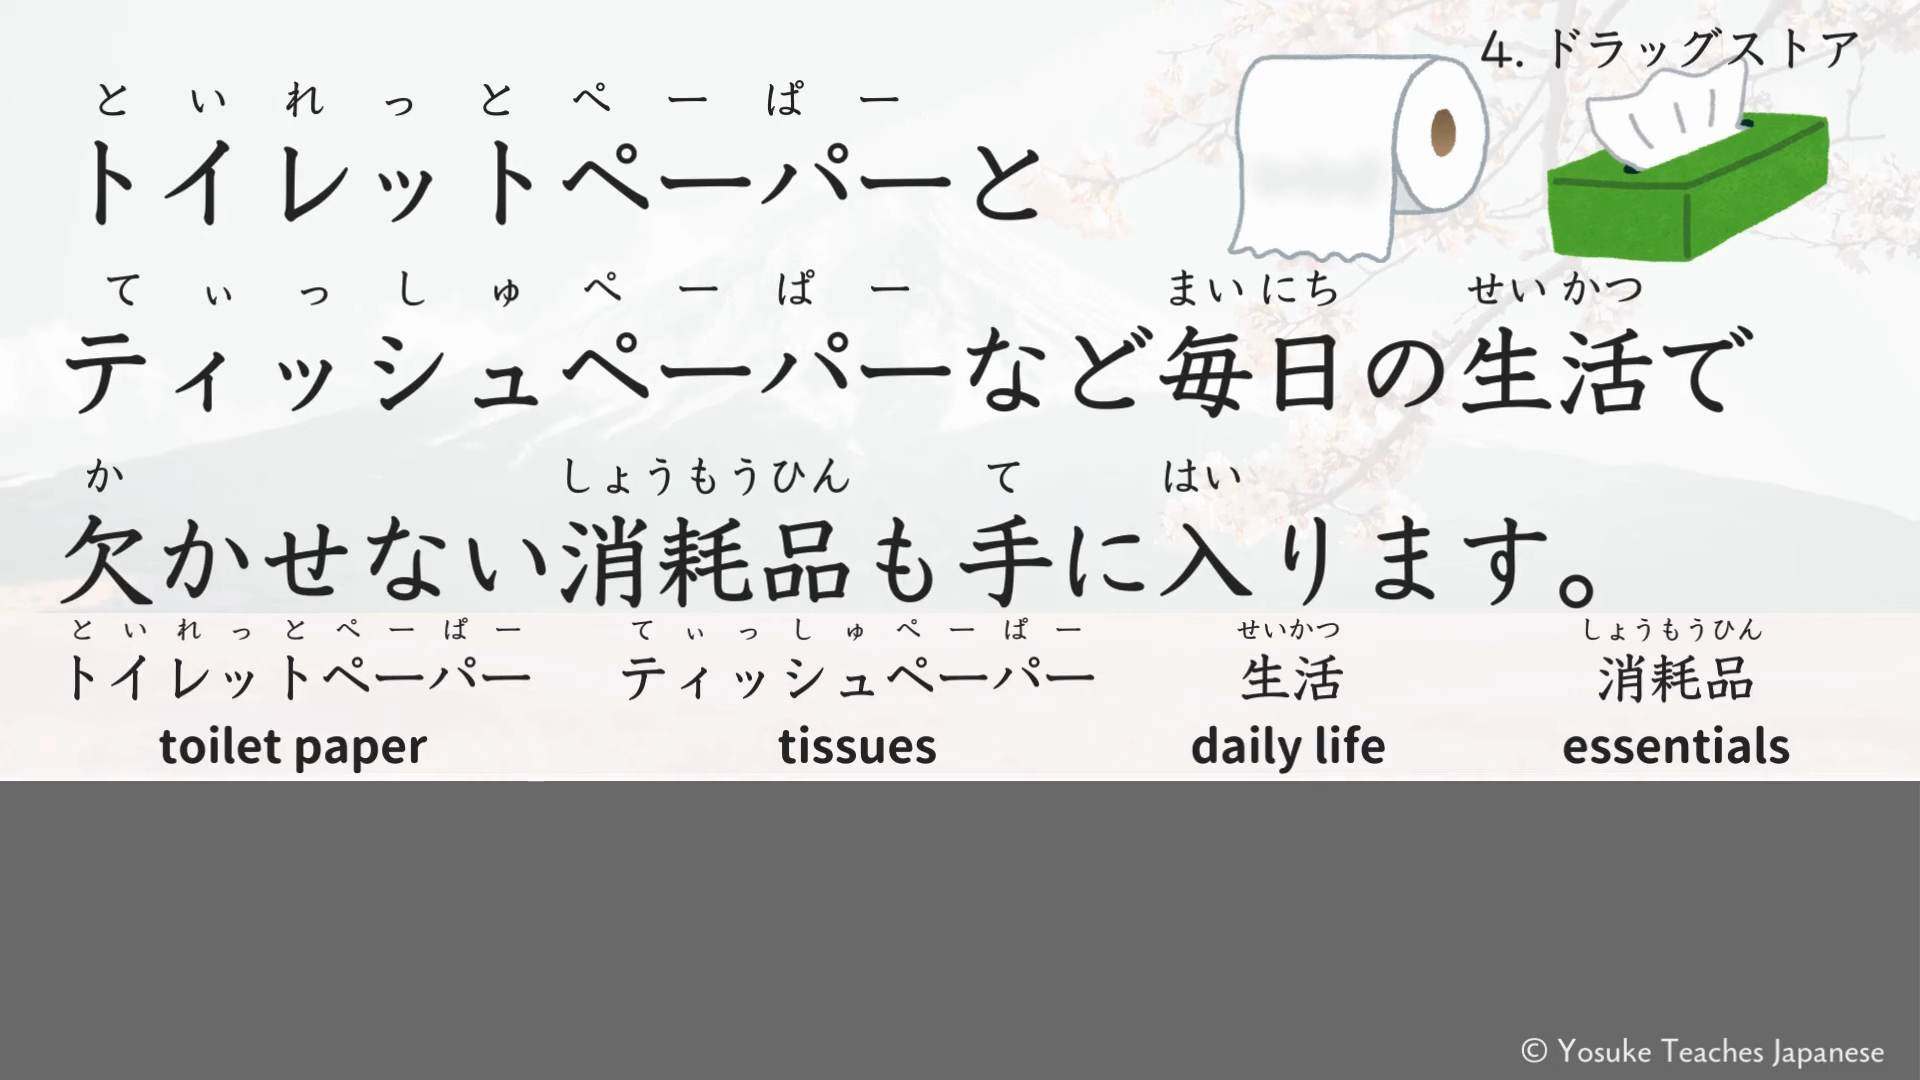 4. ドラッグストア
といれっとぺーぱー
トイレットペーパーと
てぃっしゅぺーぱー まいにち せいかつ
ティッシュペーパーなど毎日の生活で
か しょうもうひん て はい
欠かせない消耗品も手に入ります。
といれっとぺーぱー てぃっしゅぺーぱー せいかつ しょうもうひん
トイレットペーパー ティッシュペーパー 生活 消耗品
toilet paper tissues daily life essentials
© Yosuke Teaches Japanese